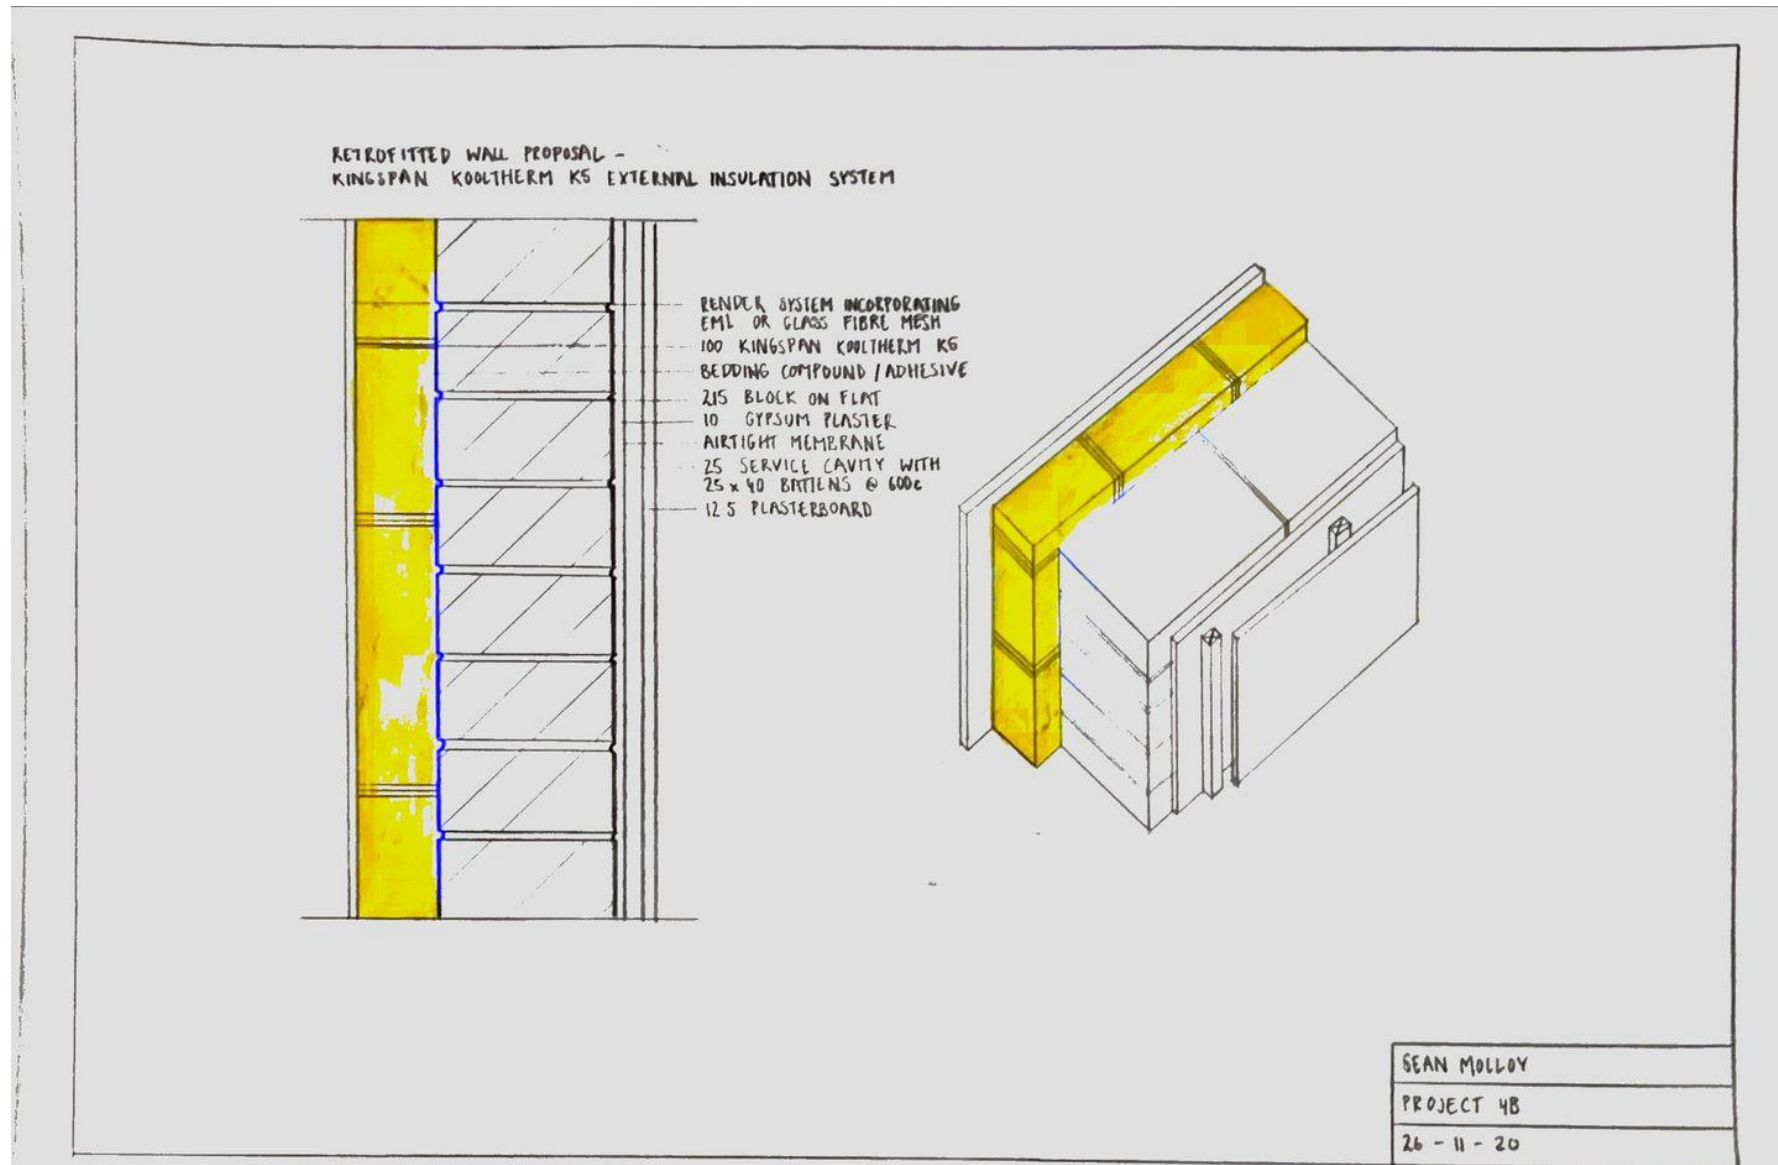 RETROFITTED WALL PROPOSAL -
KINGSPAN KOOLTHERM K5 EXTERNAL INSULATION SYSTEM
RENDER SYSTEM INCORPORATING
EML OR GLASS FIBRE MESH
100 KINGSPAN KOOLTHERM K5
BEDDING COMPOUND / ADHESIVE
215 BLOCK ON FLAT
10 GYPSUM PLASTER
AIRTIGHT MEMBRANE
25 SERVICE CAVITY WITH
25 x 40 BATTENS @ 600c
12.5 PLASTERBOARD
SEAN MOLLOY
PROJECT 4B
26 - 11 - 20